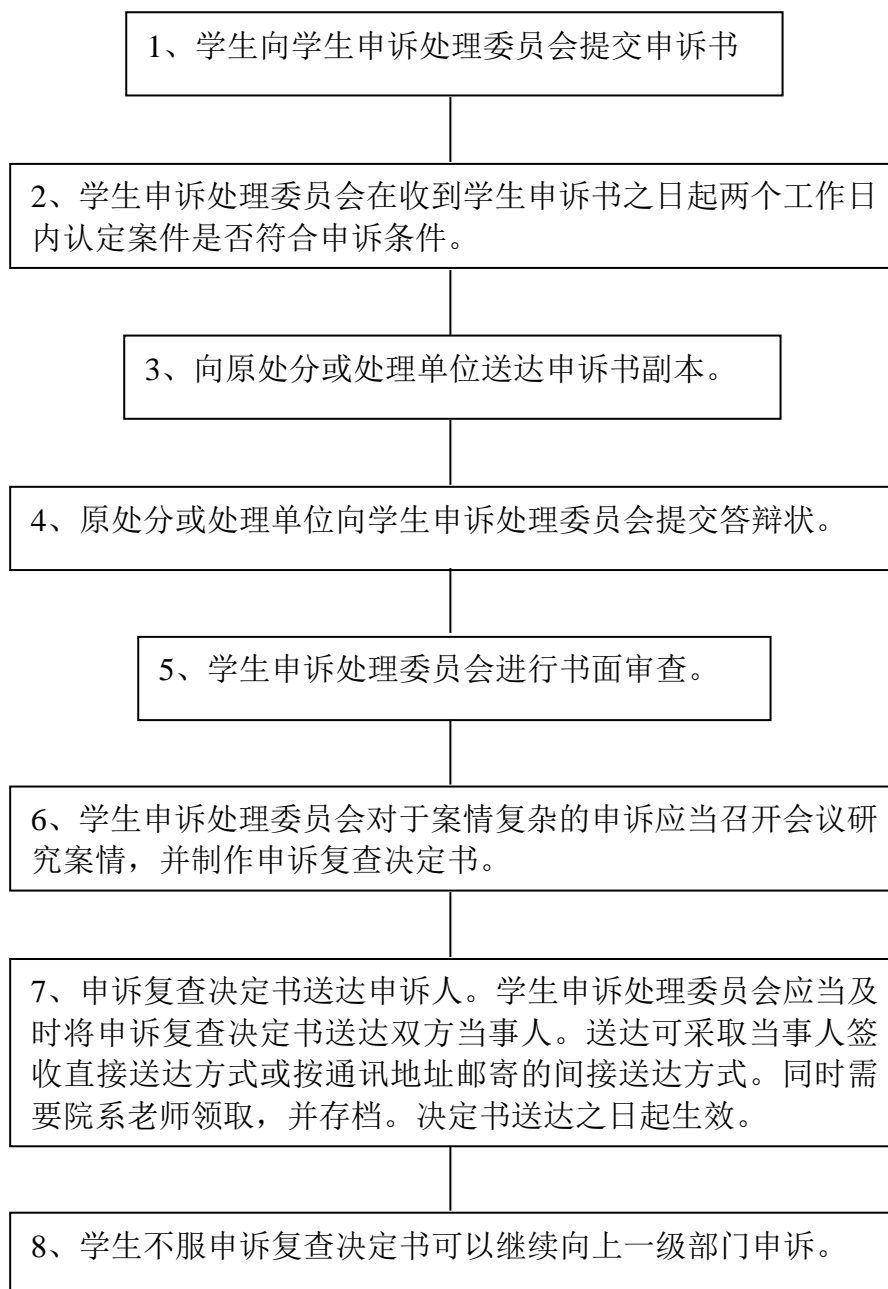 1、学生向学生申诉处理委员会提交申诉书
2、学生申诉处理委员会在收到学生申诉书之日起两个工作日
内认定案件是否符合申诉条件。
3、向原处分或处理单位送达申诉书副本。
4、原处分或处理单位向学生申诉处理委员会提交答辩状。
5、学生申诉处理委员会进行书面审查。
6、学生申诉处理委员会对于案情复杂的申诉应当召开会议研
究案情，并制作申诉复查决定书。
7、申诉复查决定书送达申诉人。学生申诉处理委员会应当及
时将申诉复查决定书送达双方当事人。送达可采取当事人签
收直接送达方式或按通讯地址邮寄的间接送达方式。同时需
要院系老师领取，并存档。决定书送达之日起生效。
8、学生不服申诉复查决定书可以继续向上一级部门申诉。